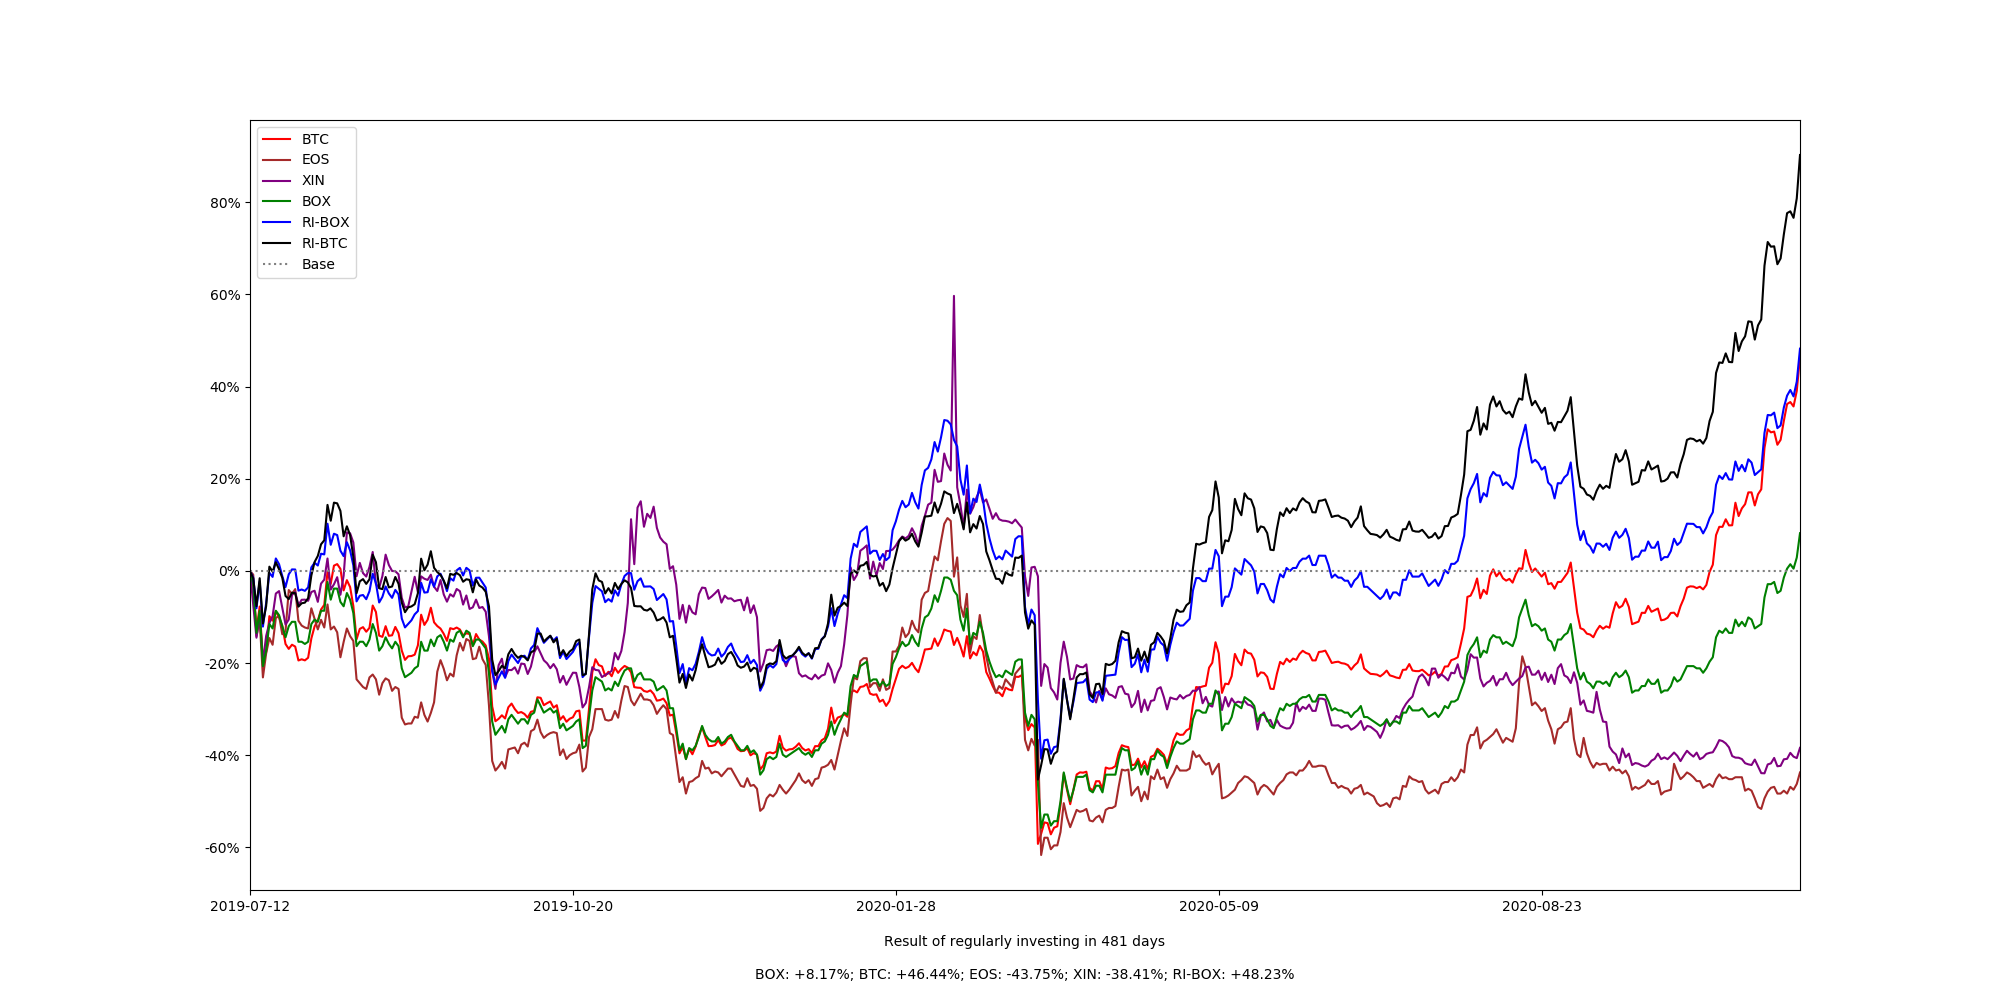 BTC
EOS
XIN
BOX
RI-BOX
RI-BTC
Base
80%
60%
40%
20%
0%
-20%
-40%
-60%
2019-07-12 2019-10-20 2020-01-28 2020-05-09 2020-08-23
Result of regularly investing in 481 days
BOX: +8.17%; BTC: +46.44%; EOS: -43.75%; XIN: -38.41%; RI-BOX: +48.23%